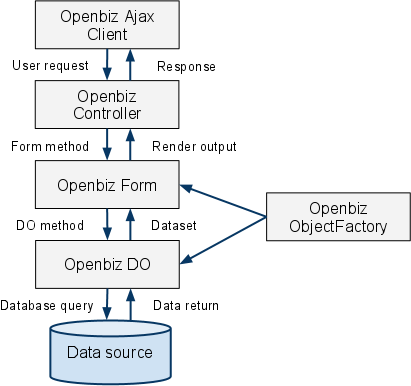 Openbiz Ajax
Client
User request
Response
Openbiz
Controller
Form method
Render output
Openbiz Form
DO method
Dataset
Openbiz
ObjectFactory
Openbiz DO
Database query
Data return
Data source